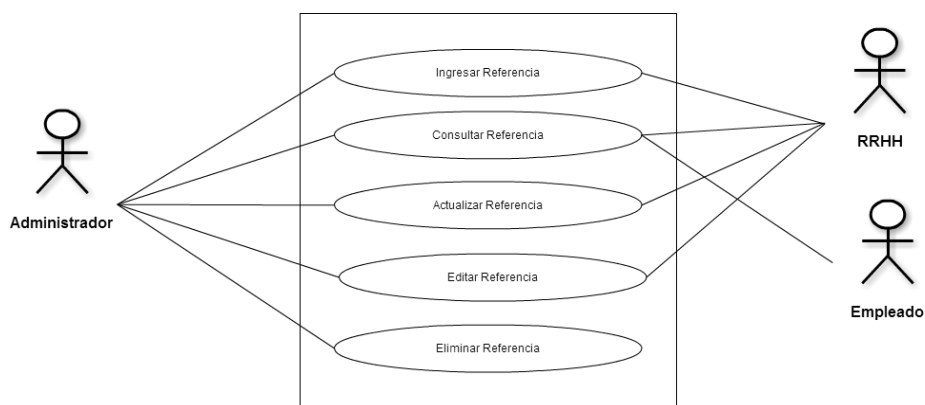 Ingresar Referencia
Consultar Referencia
RRHH
Actualizar Referencia
Administrador
Editar Referencia
Empleado
Eliminar Referencia